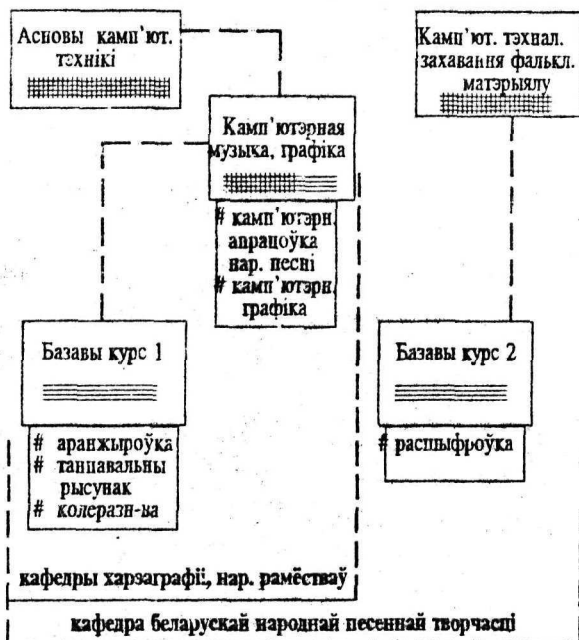 Асновы камп'ют.
тэхнікі
Камп'ют. тэхнал.
захавання фалькл.
матэрыялу
Камп'ютэрная
музыка, графіка
# камп'ютэрн.
апрацоўка
нар. песні
# камп'ютэрн.
графіка
Базавы курс 1
# аранжыроўка
# танцавальны
рысунак
# колеразн-ва
Базавы курс 2
# расшыфроўка
кафедры харэаграфіі, нар. рамёстваў
кафедра беларускай народнай песеннай творчасці